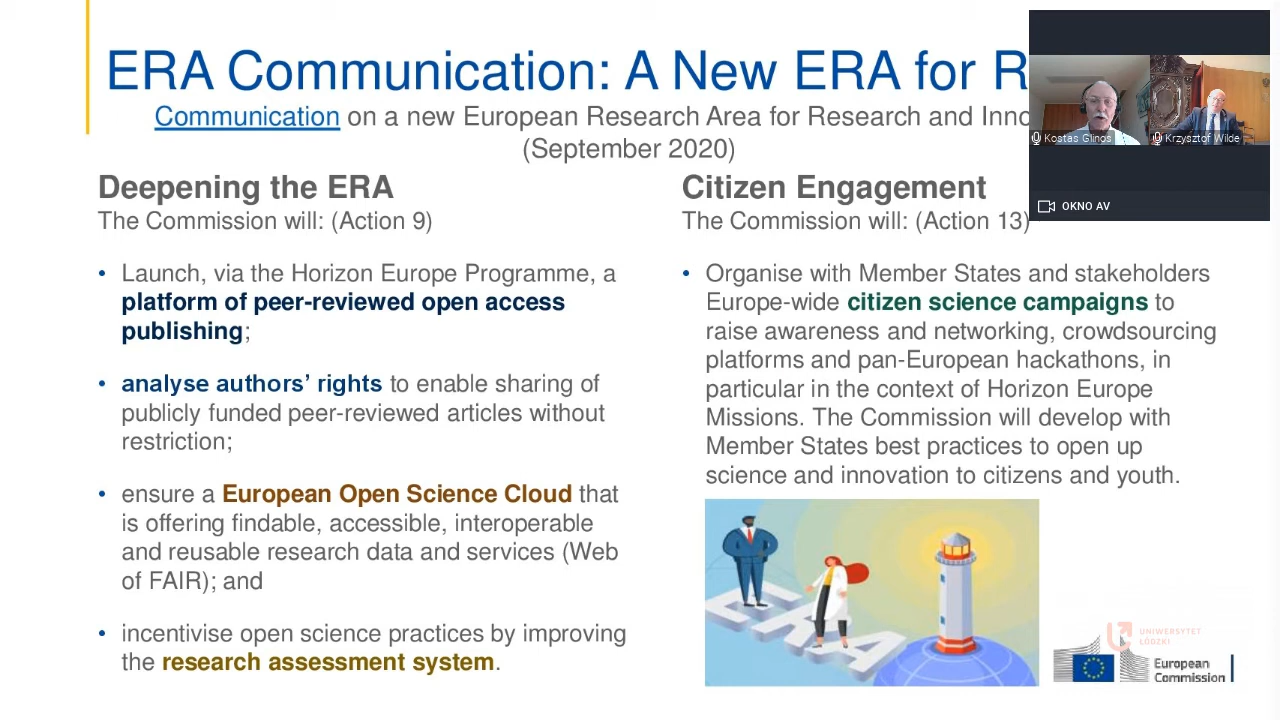 ERA Communication: A New ERA for R
Communication on a new European Research Area for Research and Inno
(September 2020)
Deepening the ERA
The Commission will: (Action 9)
• Launch, via the Horizon Europe Programme, a
platform of peer-reviewed open access
publishing;
• analyse authors’ rights to enable sharing of
publicly funded peer-reviewed articles without
restriction;
• ensure a European Open Science Cloud that
is offering findable, accessible, interoperable
and reusable research data and services (Web
of FAIR); and
• incentivise open science practices by improving
the research assessment system.
Citizen Engagement
The Commission will: (Action 13)
• Organise with Member States and stakeholders
Europe-wide citizen science campaigns to
raise awareness and networking, crowdsourcing
platforms and pan-European hackathons, in
particular in the context of Horizon Europe
Missions. The Commission will develop with
Member States best practices to open up
science and innovation to citizens and youth.
ERA
Kostas Glinos
Krzysztof Wilde
OKNO AV
UNIWERSYTET
ŁÓDZKI
European
Commission